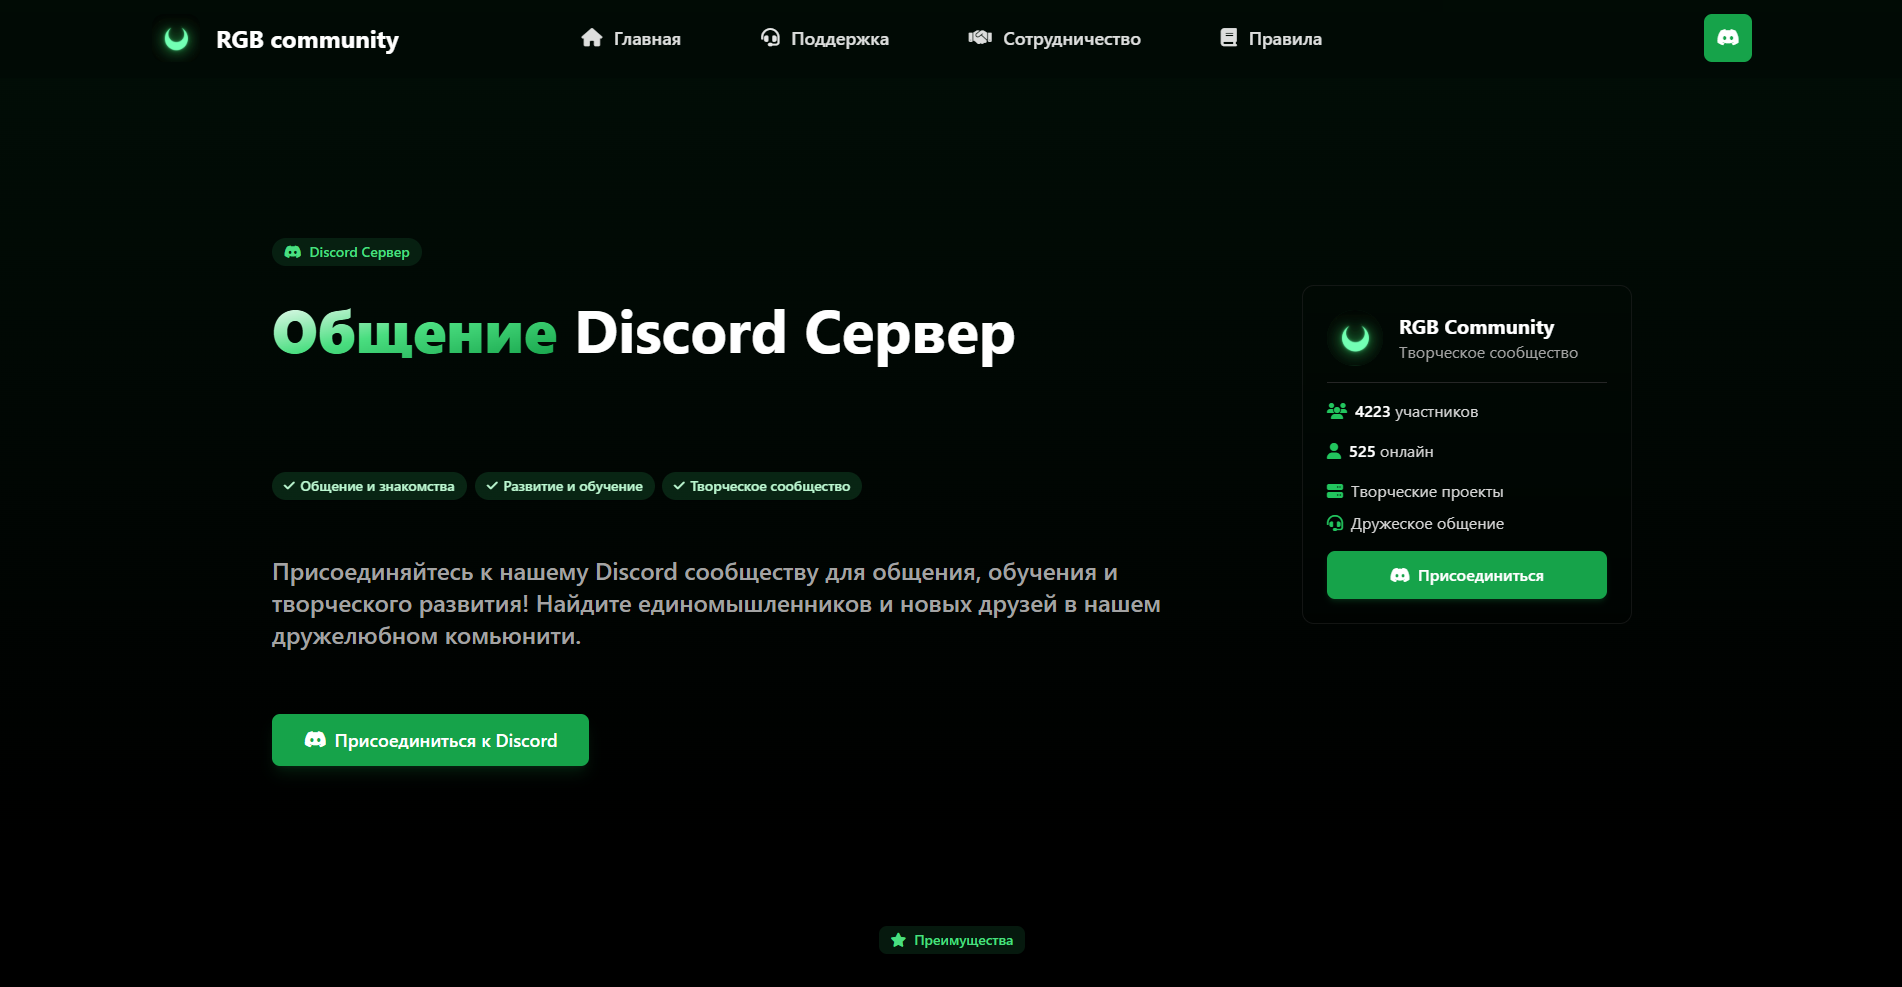 RGB community
Главная
Поддержка
Сотрудничество
Правила
Discord Сервер
Общение Discord Сервер
Общение и знакомства
Развитие и обучение
Творческое сообщество
Присоединяйтесь к нашему Discord сообществу для общения, обучения и
творческого развития! Найдите единомышленников и новых друзей в нашем
дружелюбном комьюнити.
Присоединиться к Discord
RGB Community
Творческое сообщество
4223 участников
525 онлайн
Творческие проекты
Дружеское общение
Присоединиться
Преимущества